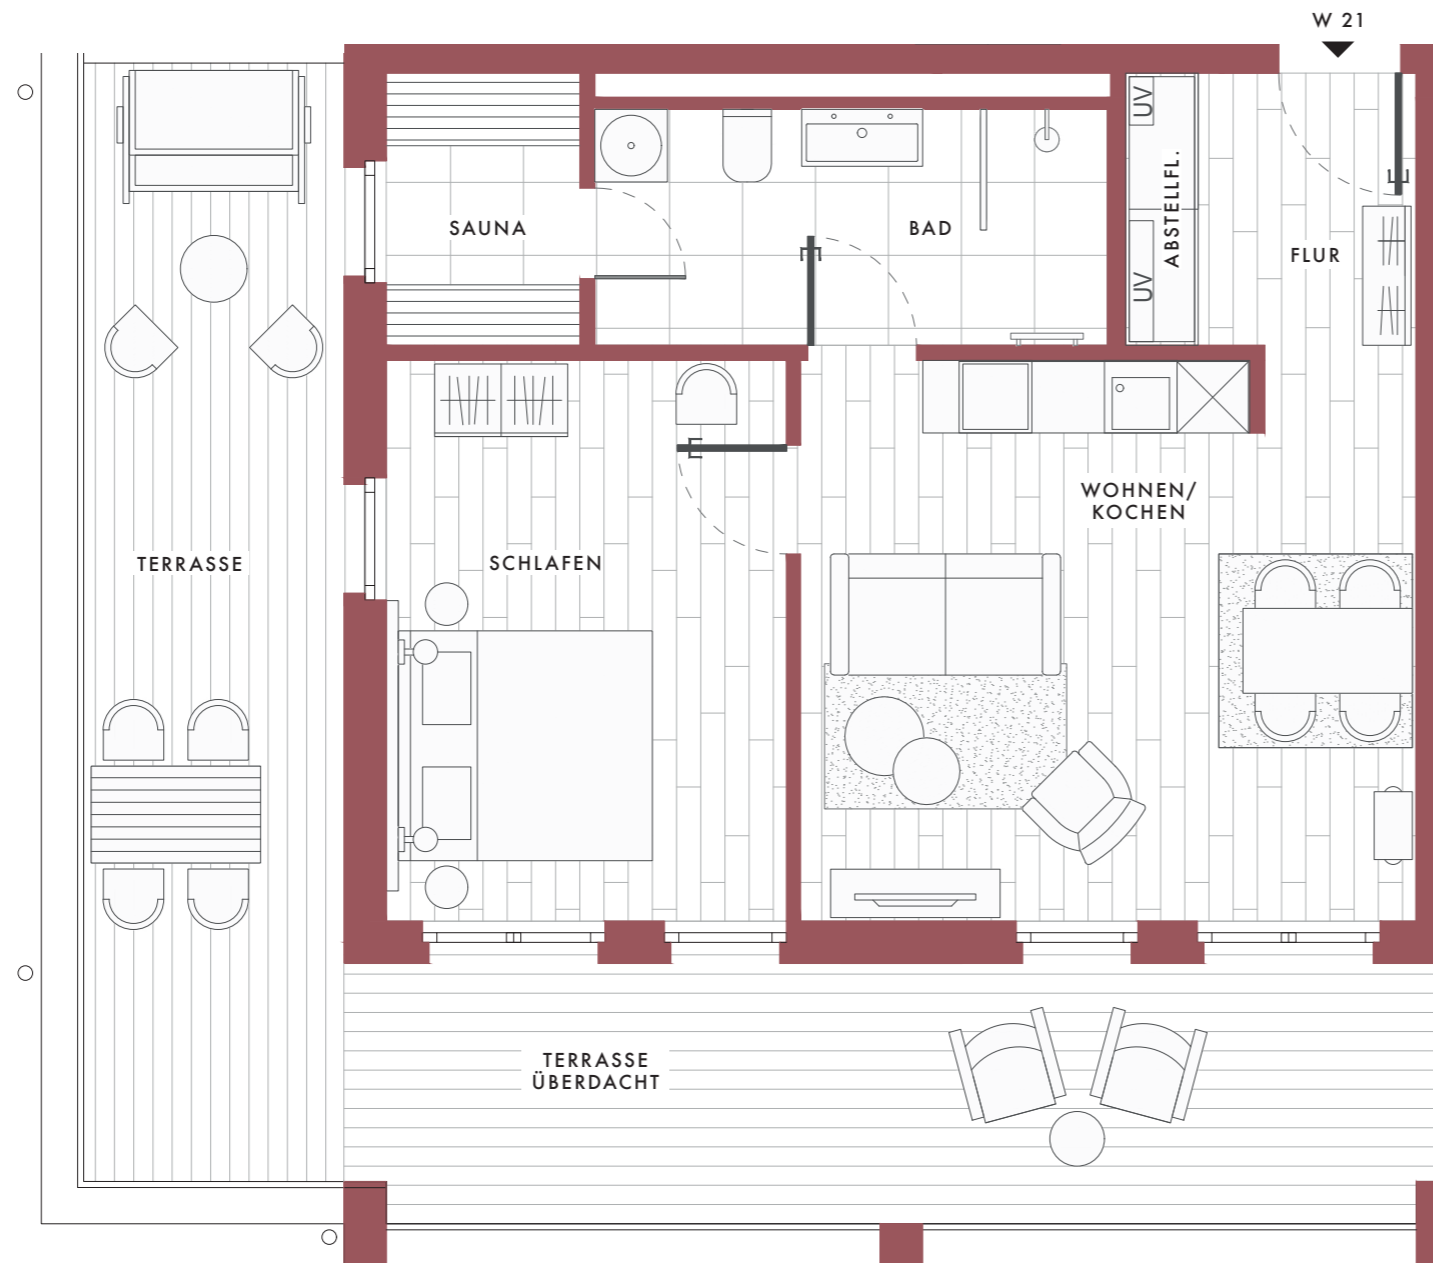 W 21
UV
ABSTELLFL.
UV
SAUNA
BAD
FLUR
WOHNEN/
KOCHEN
TERRASSE
SCHLAFEN
TERRASSE
ÜBERDACHT